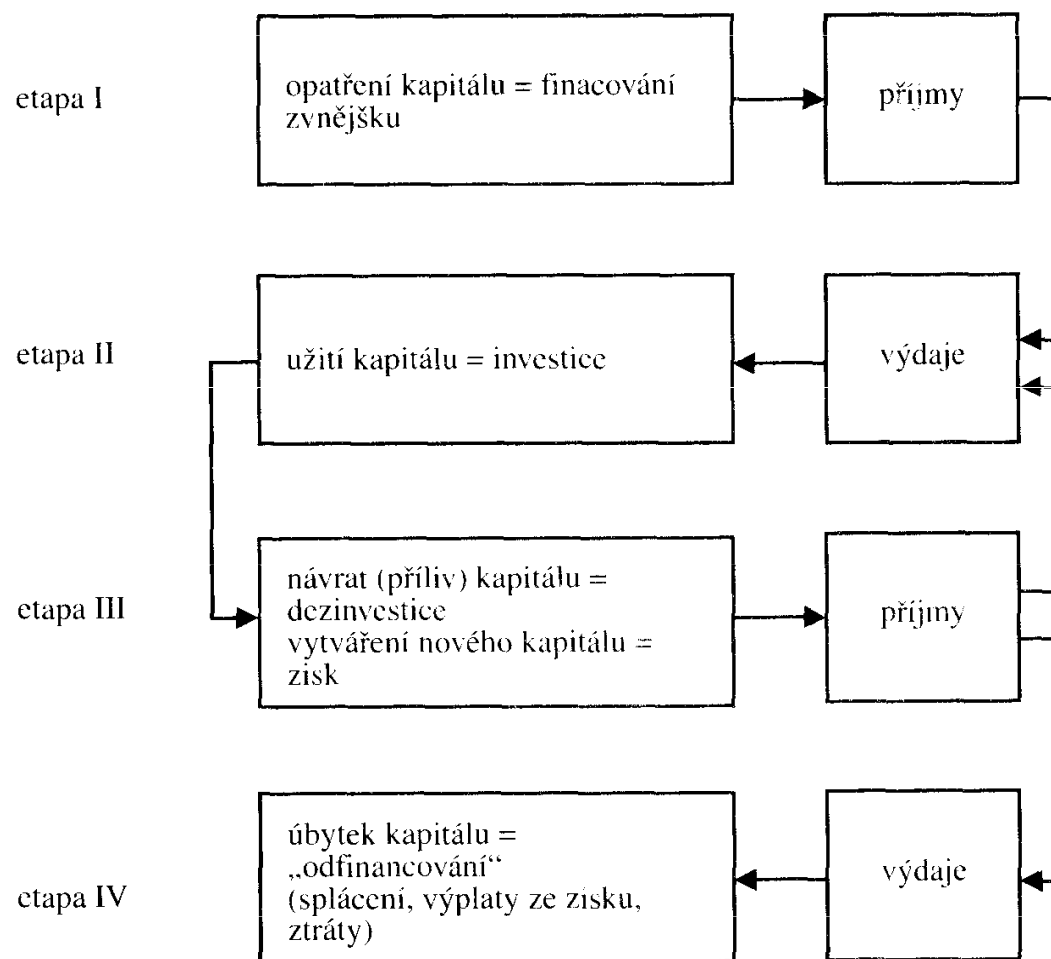 etapa I
opatření kapitálu = finacování
zvnějšku
příjmy
etapa II
užití kapitálu = investice
výdaje
etapa III
návrat (příliv) kapitálu =
dezinvestice
vytváření nového kapitálu =
zisk
příjmy
etapa IV
úbytek kapitálu =
„odfinancování“
(splácení, výplaty ze zisku,
ztráty)
výdaje